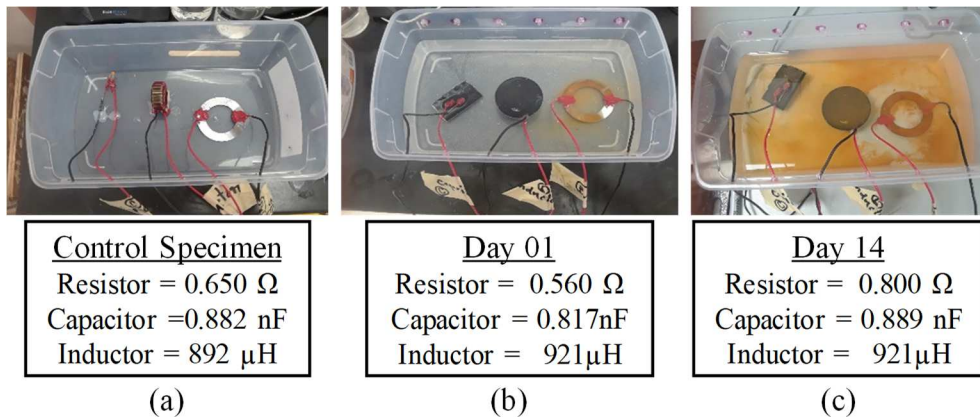 Control Specimen
Resistor = 0.650 Ω
Capacitor =0.882 nF
Inductor = 892 µH
(a)
Day 01
Resistor = 0.560 Ω
Capacitor = 0.817nF
Inductor = 921µH
(b)
Day 14
Resistor = 0.800 Ω
Capacitor = 0.889 nF
Inductor = 921µH
(c)